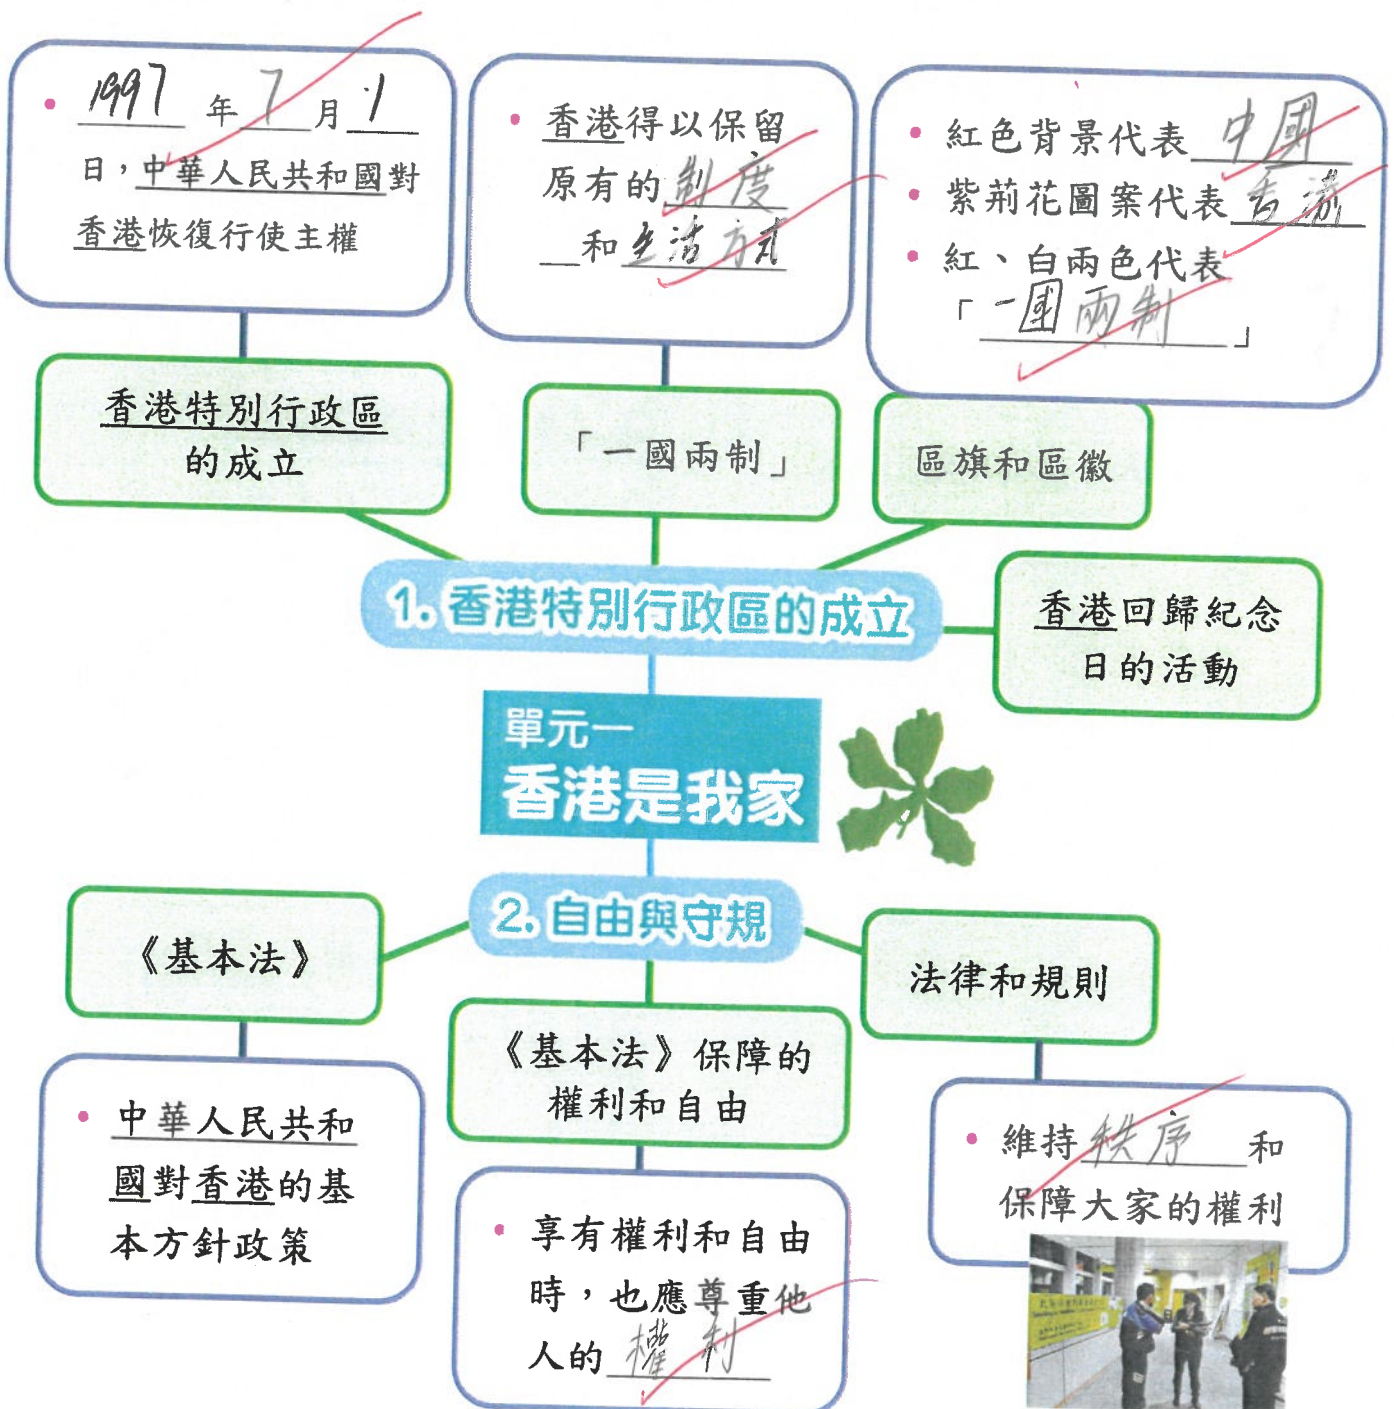 • 1997 年 7 月 1
日，中華人民共和國對
香港恢復行使主權
• 香港得以保留
原有的制度
和生活方式
• 紅色背景代表中國
• 紫荊花圖案代表香港
• 紅、白兩色代表
「一國兩制」
香港特別行政區
的成立
「一國兩制」
區旗和區徽
1. 香港特別行政區的成立
香港回歸紀念
日的活動
單元一
香港是我家
2. 自由與守規
《基本法》
《基本法》保障的
權利和自由
法律和規則
• 中華人民共和
國對香港的基
本方針政策
• 享有權利和自由
時，也應尊重他
人的權利
• 維持秩序和
保障大家的權利